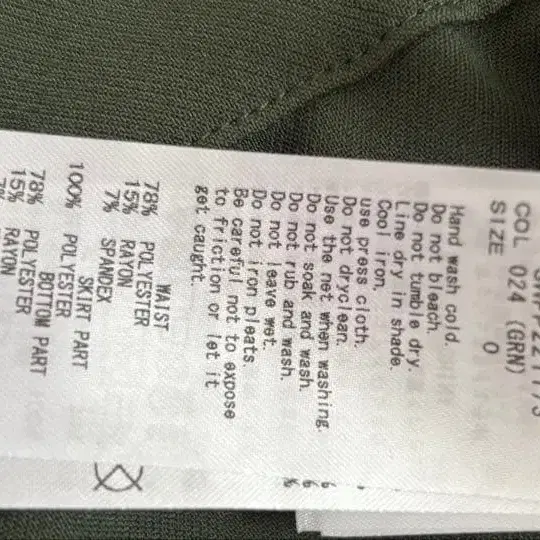 COL 024 (GRN)
SIZE 0
Hand wash cold.
Do not bleach.
Do not tumble dry.
Line dry in shade.
Cool iron,
use press cloth.
Do not dryclean.
Use the net when washing.
Do not soak and wash.
Do not rub and wash.
Do not leave wet.
Do not iron pleats.
Be careful not to expose
to friction or let it
get caught.
WAIST
78% POLYESTER
15% RAYON
7% SPANDEX
SKIRT PART
100% POLYESTER
BOTTOM PART
78% POLYESTER
15% RAYON